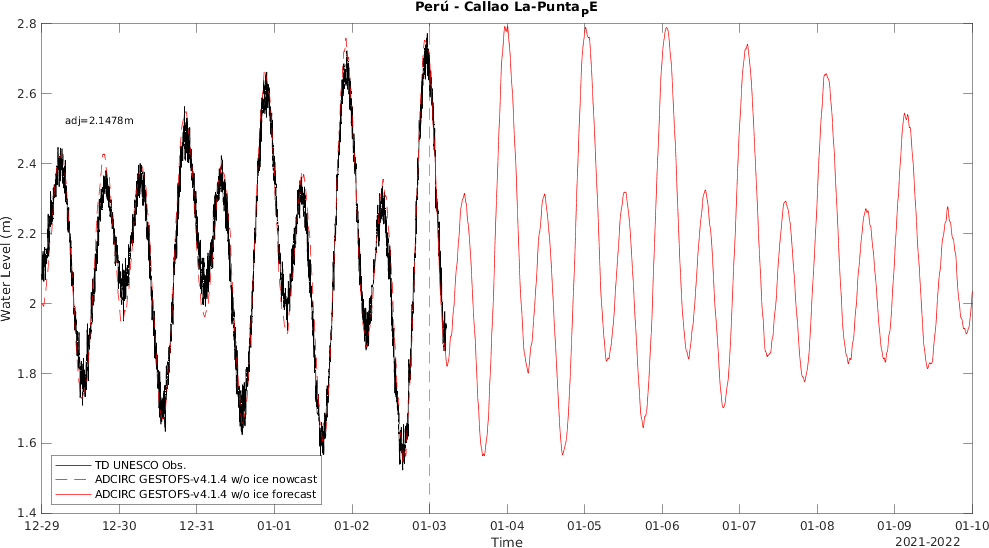 Perú - Callao La-PuntaPE
2.8
2.6
adj=2.1478m
2.4
2.2
Water Level (m)
2
1.8
1.6
TD UNESCO Obs.
ADCIRC GESTOFS-v4.1.4 w/o ice nowcast
ADCIRC GESTOFS-v4.1.4 w/o ice forecast
1.4
12-29 12-30 12-31 01-01 01-02 01-03 01-04 01-05 01-06 01-07 01-08 01-09 01-10
Time
2021-2022